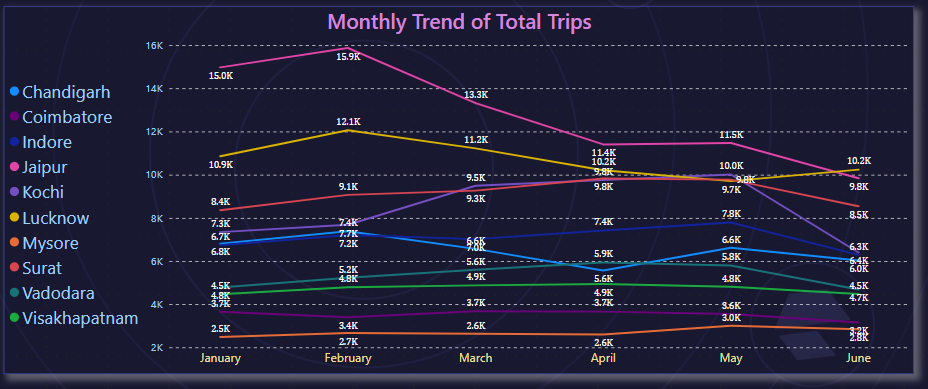 Monthly Trend of Total Trips
16K
14K
12K
10K
8K
6K
4K
2K
Chandigarh
Coimbatore
Indore
Jaipur
Kochi
Lucknow
Mysore
Surat
Vadodara
Visakhapatnam
15.0K 15.9K 13.3K 11.4K 11.5K 9.8K
10.9K 12.1K 11.2K 10.2K 9.7K 10.2K
8.4K 9.1K 9.3K 9.8K 9.8K 8.5K
7.3K 7.7K 9.5K 9.8K 10.0K 6.3K
6.8K 7.4K 6.6K 5.6K 6.6K 6.0K
6.7K 7.2K 7.0K 7.4K 7.8K 6.4K
4.8K 5.2K 5.6K 5.9K 5.8K 4.7K
4.5K 4.8K 4.9K 4.9K 4.8K 4.5K
3.7K 3.4K 3.7K 3.7K 3.6K 3.2K
2.5K 2.7K 2.6K 2.6K 3.0K 2.8K
January February March April May June